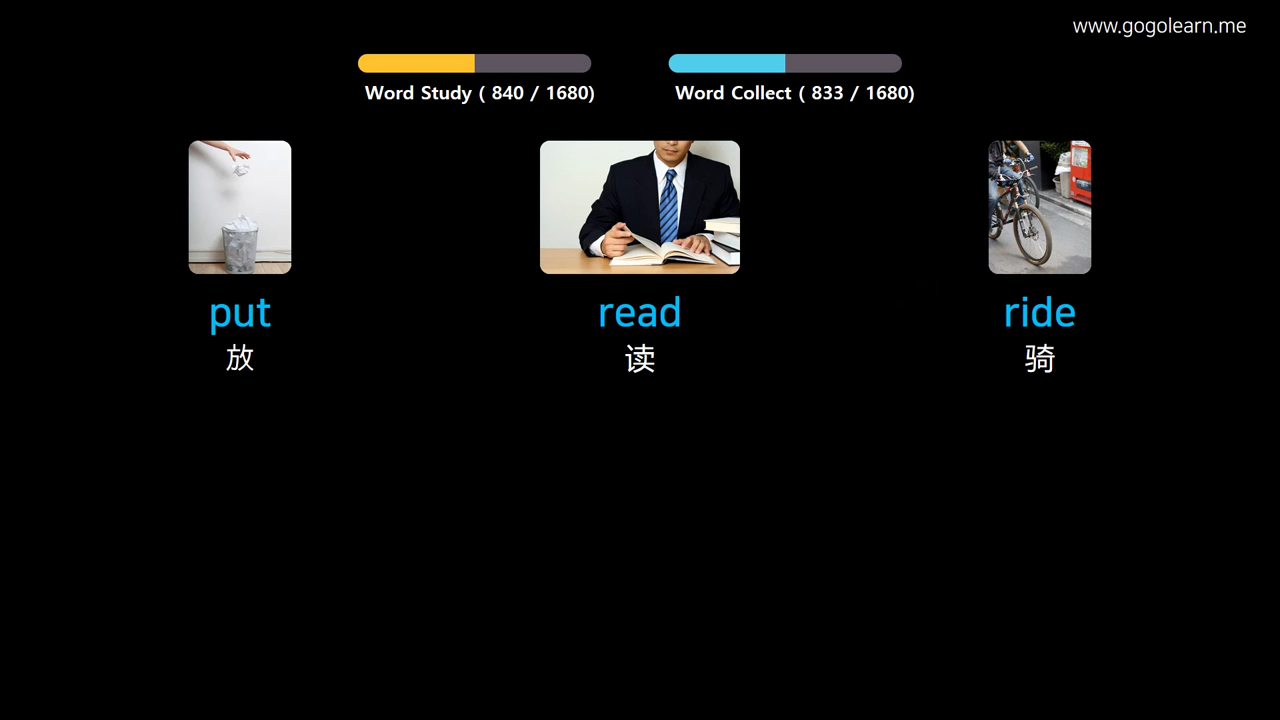 www.gogolearn.me
Word Study ( 840 / 1680)
Word Collect ( 833 / 1680)
put
read
ride
放
读
骑